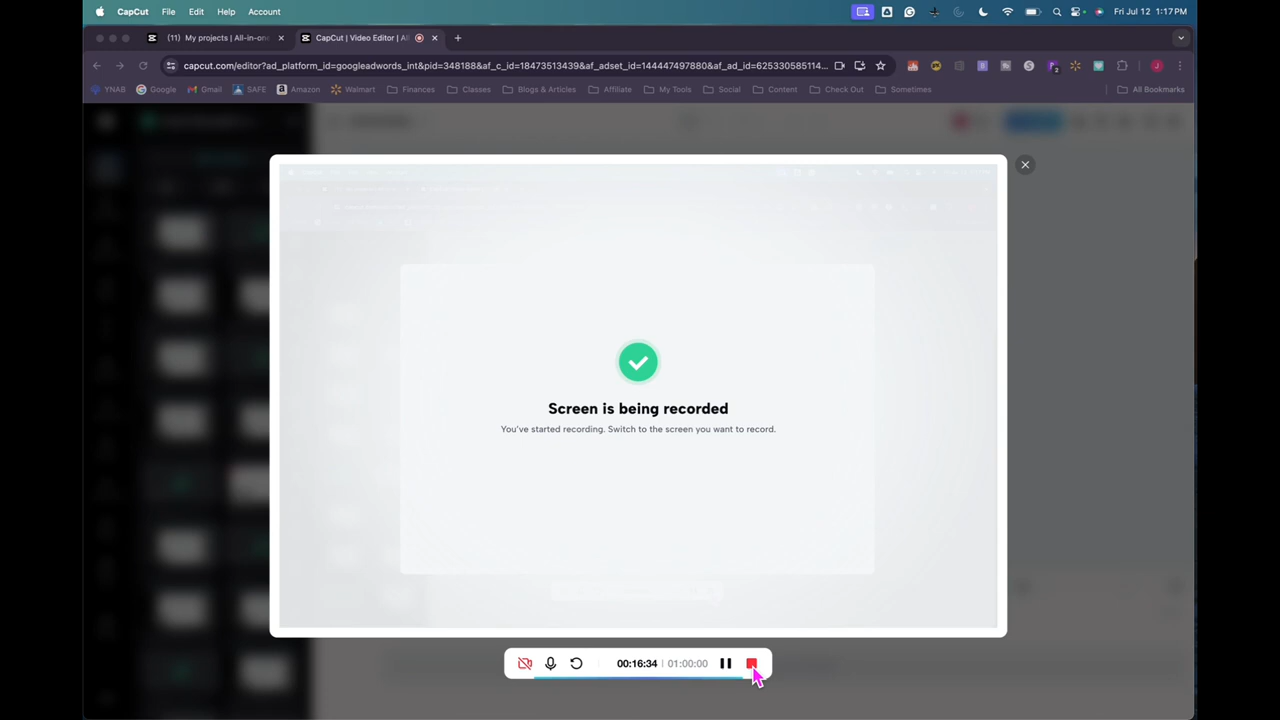 CapCut File Edit Help Account Fri Jul 12 1:17 PM
(11) My projects | All-in-one CapCut | Video Editor | Al
capcut.com/editor?ad_platform_id=googleadwords_int&pid=348188&af_c_id=18473513439&af_adset_id=144447497880&af_ad_id=625330585114...
YNAB Google Gmail SAFE Amazon Walmart Finances Classes Blogs & Articles Affiliate My Tools Social Content Check Out Sometimes All Bookmarks
Screen is being recorded
You've started recording. Switch to the screen you want to record.
00:16:34 | 01:00:00